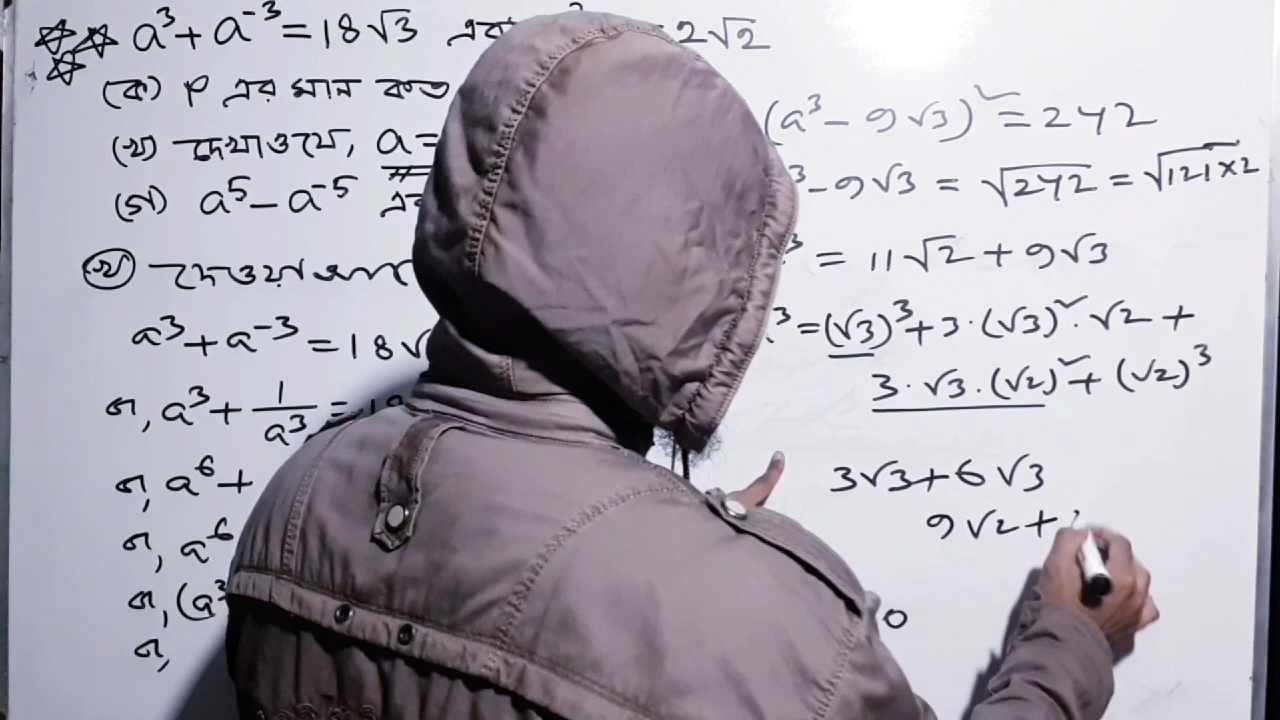 a³ + a⁻³ = 18√3 2√2
(ক) P এর মান কত
(খ) দেখাও যে, a =
(গ) a⁵ - a⁻⁵
(খ) দেওয়া আছে
a³ + a⁻³ = 18√
বা, a³ + 1/a³ =
বা, a⁶ +
বা, a⁶
বা, (a³
বা,
(a³ - 9√3)² = 242
³ - 9√3 = √242 = √121×2
³ = 11√2 + 9√3
³ = (√3)³ + 3·(√3)²·√2 +
3·√3·(√2)² + (√2)³
3√3 + 6√3
9√2 +
0